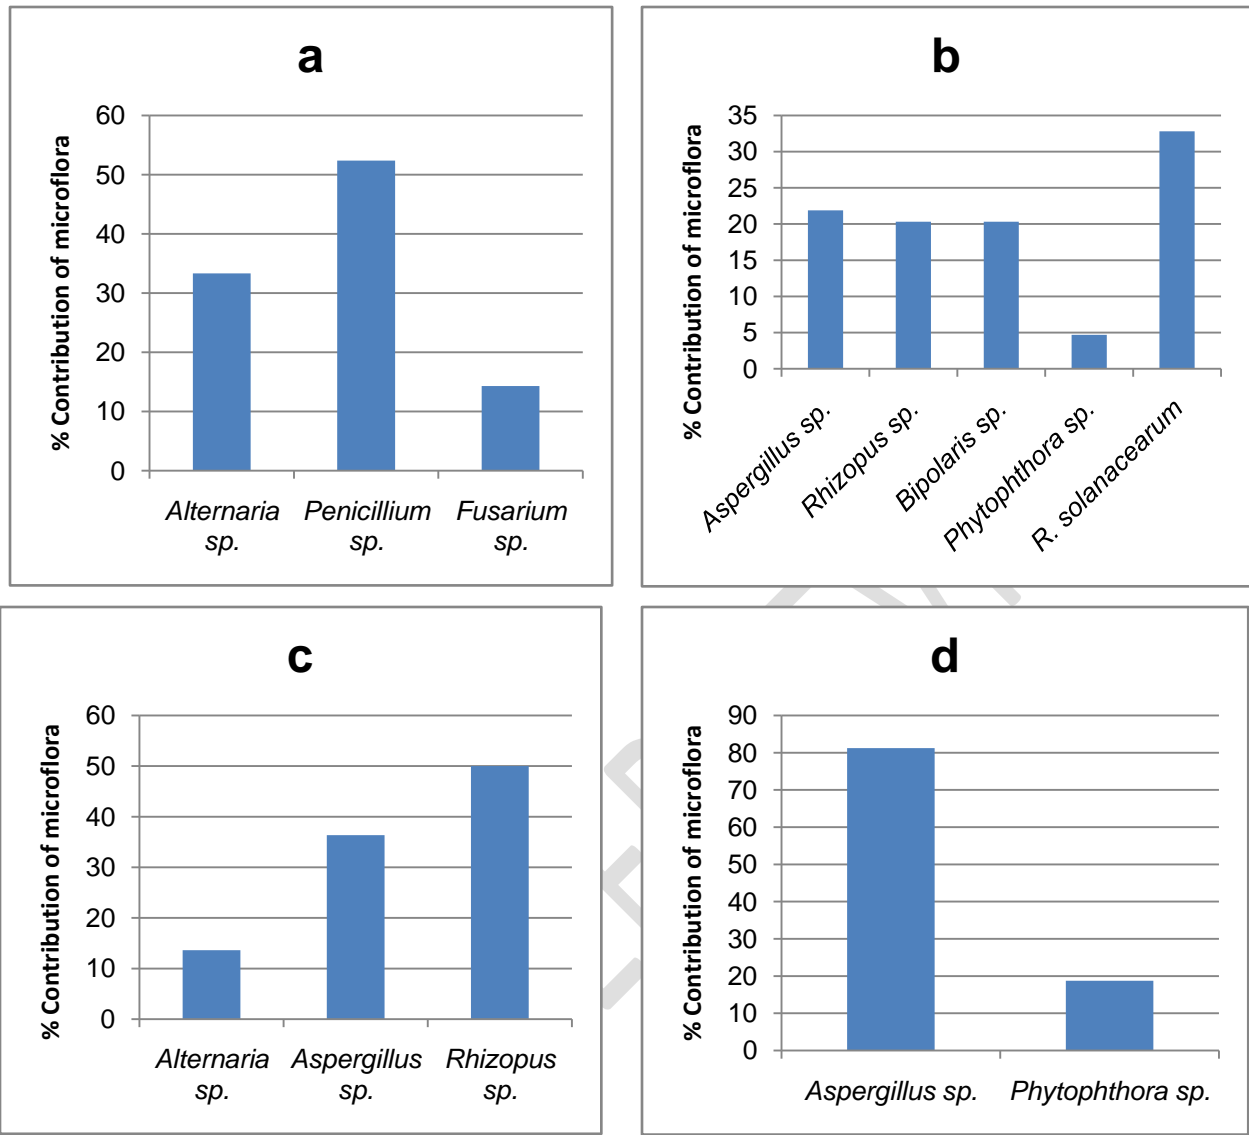 a
% Contribution of microflora
60
50
40
30
20
10
0
Alternaria sp.
Penicillium sp.
Fusarium sp.
b
% Contribution of microflora
35
30
25
20
15
10
5
0
Aspergillus sp.
Rhizopus sp.
Bipolaris sp.
Phytophthora sp.
R. solanacearum
c
% Contribution of microflora
60
50
40
30
20
10
0
Alternaria sp.
Aspergillus sp.
Rhizopus sp.
d
% Contribution of microflora
90
80
70
60
50
40
30
20
10
0
Aspergillus sp.
Phytophthora sp.